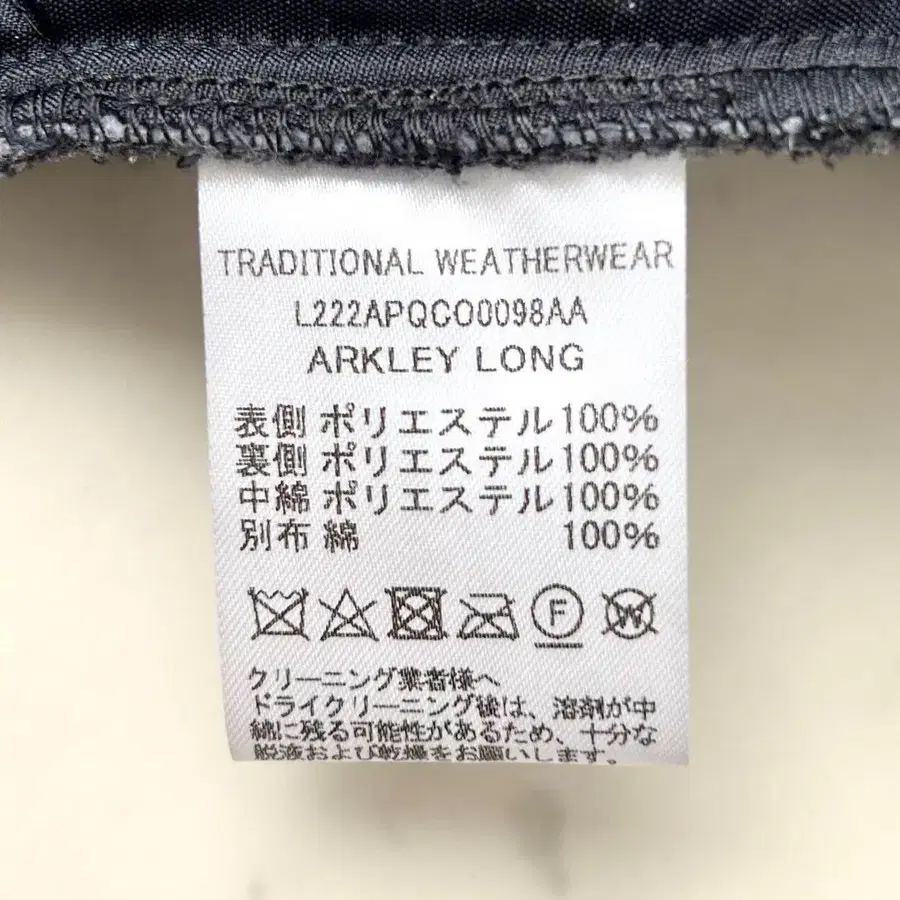 TRADITIONAL WEATHERWEAR
L222APQCO0098AA
ARKLEY LONG
表側 ポリエステル100%
裏側 ポリエステル100%
中綿 ポリエステル100%
別布 綿 100%
F W
クリーニング業者様へ
ドライクリーニング後は、溶剤が中
綿に残る可能性があるため、十分な
脱液および乾燥をお願いします。